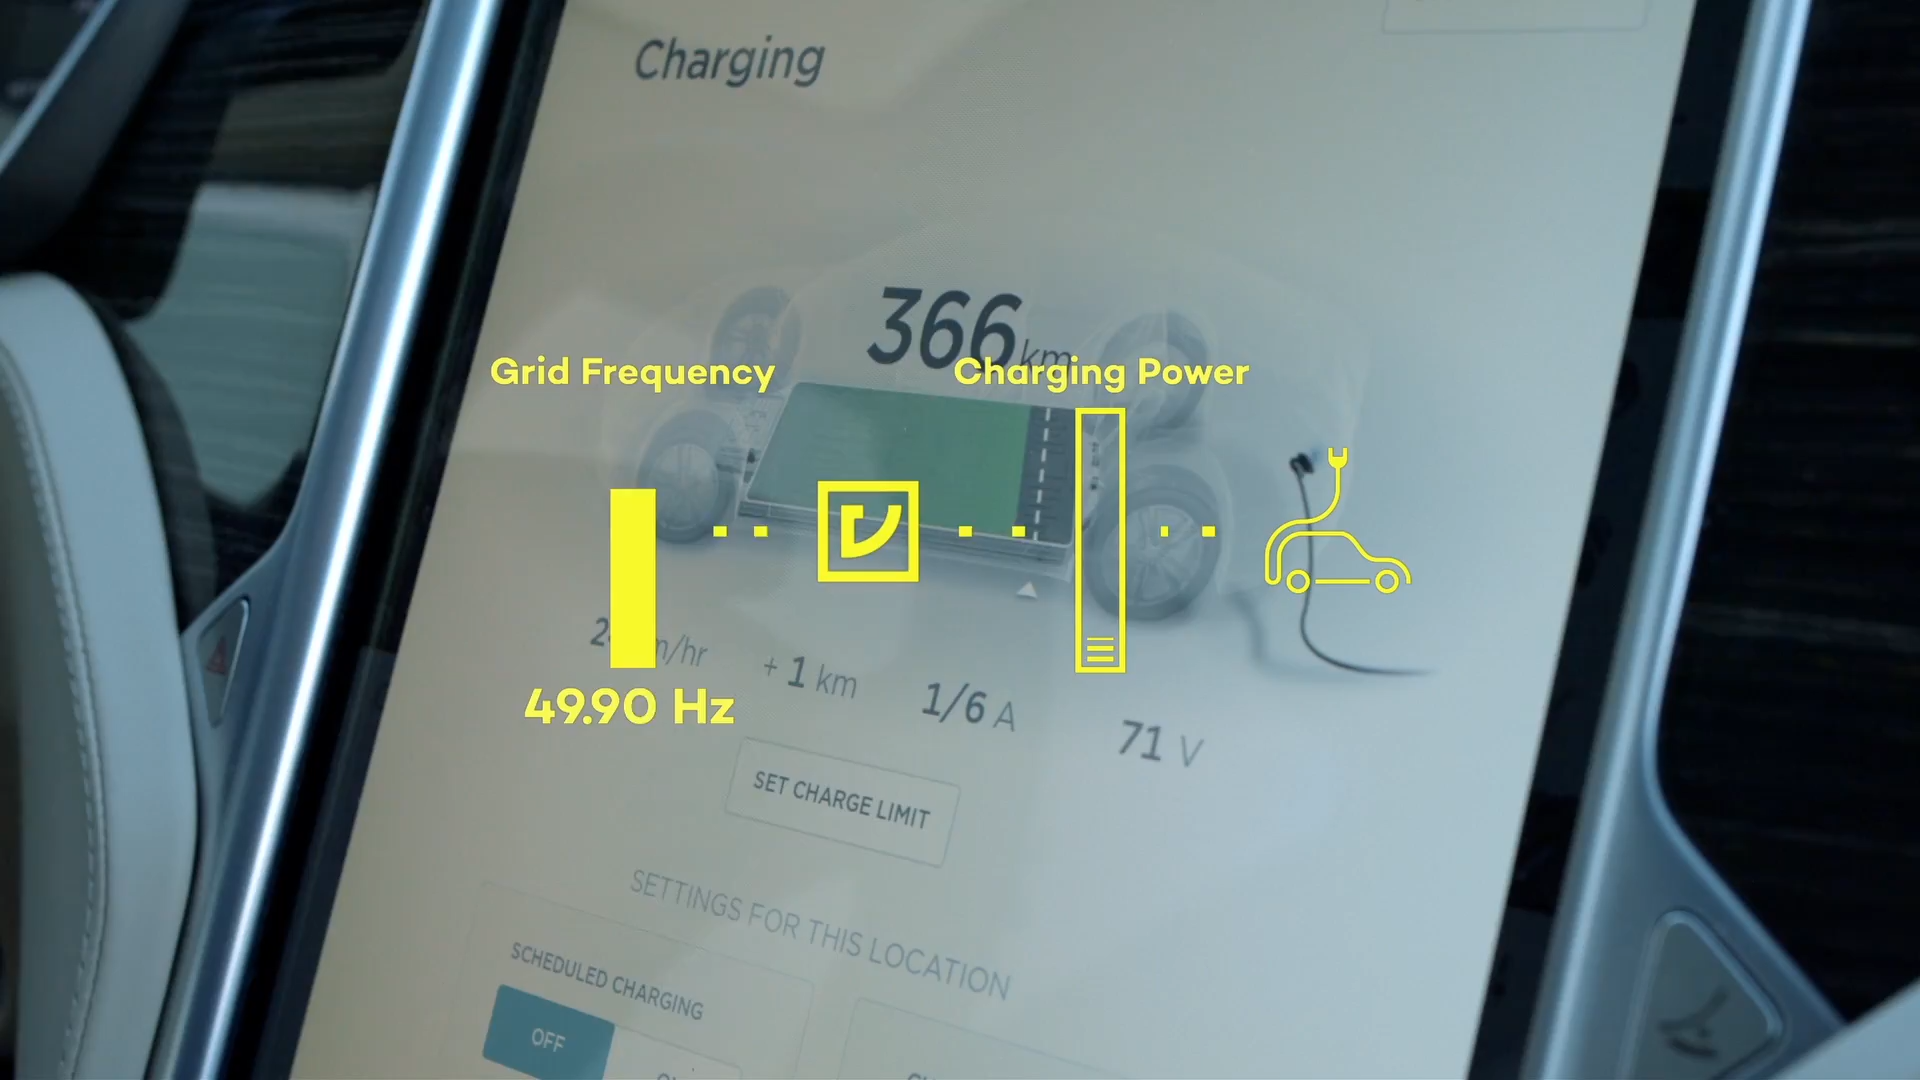 Charging
366 km
Grid Frequency
Charging Power
+ 1 km
1/6 A
71 V
49.90 Hz
SET CHARGE LIMIT
SETTINGS FOR THIS LOCATION
SCHEDULED CHARGING
OFF